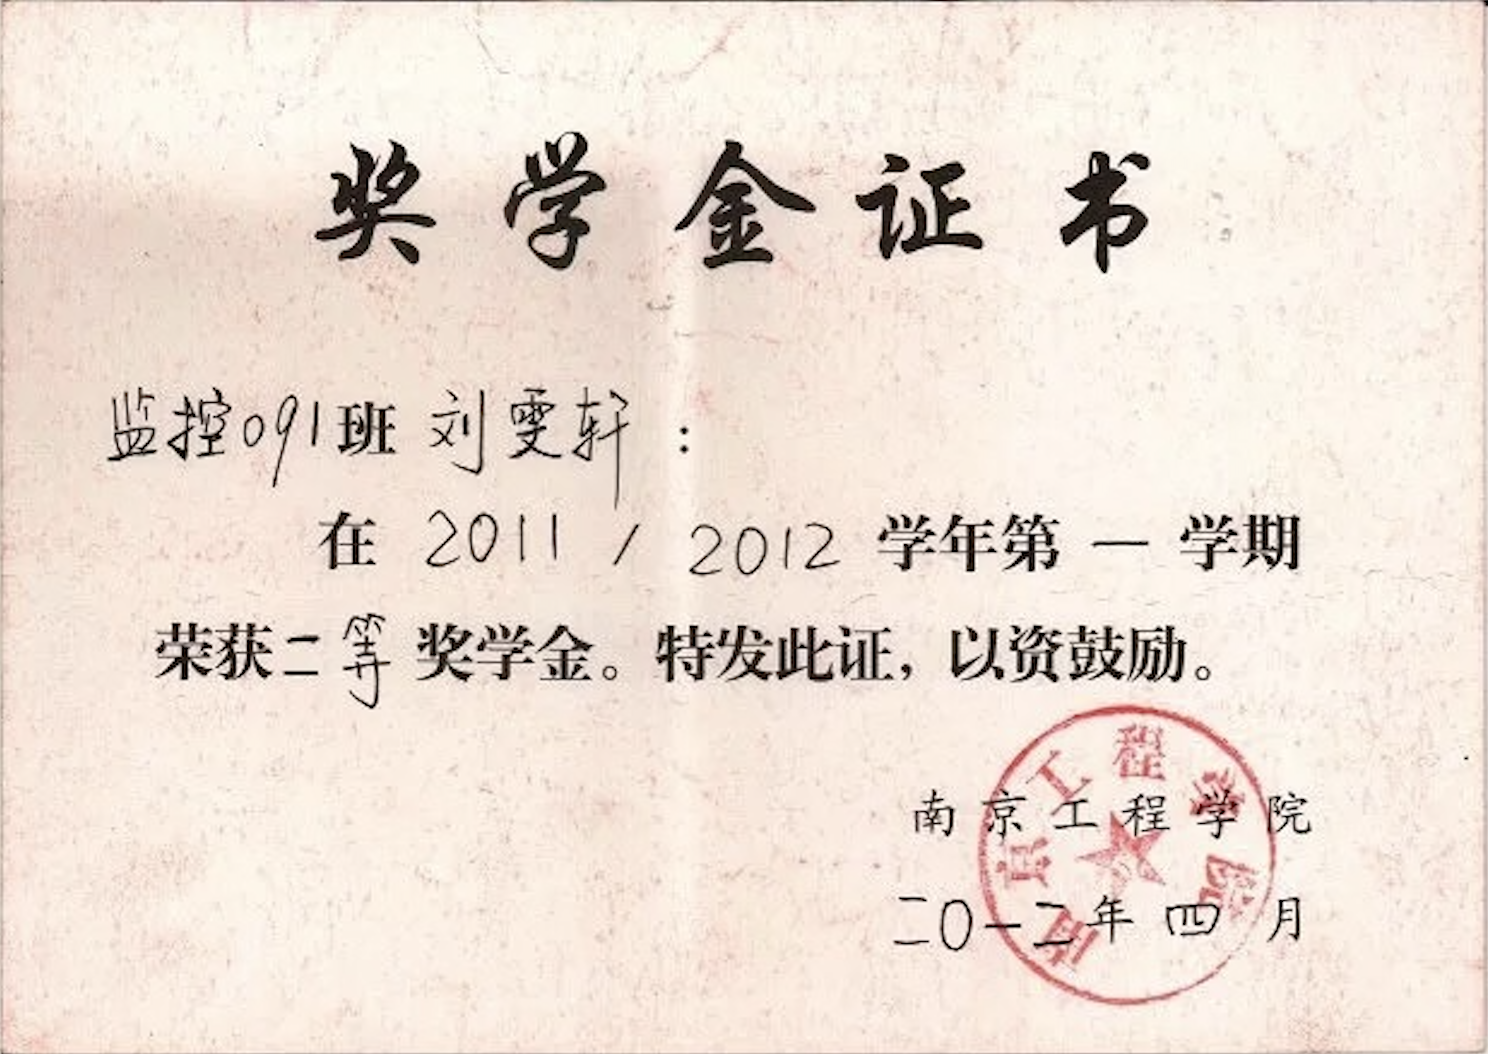 奖学金证书
监控091班 刘雯轩：
在 2011 / 2012 学年第 一 学期
荣获二等 奖学金。特发此证，以资鼓励。
南京工程学院
南京工程学院
二0一二年 四 月